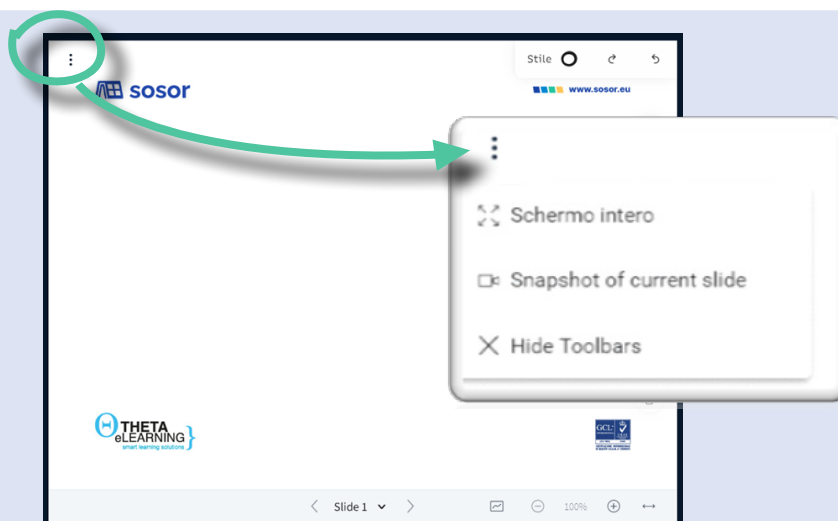 Stile
sosor
www.sosor.eu
Schermo intero
Snapshot of current slide
Hide Toolbars
THETA
eLEARNING
smart learning solutions
GCL
Slide 1
100%